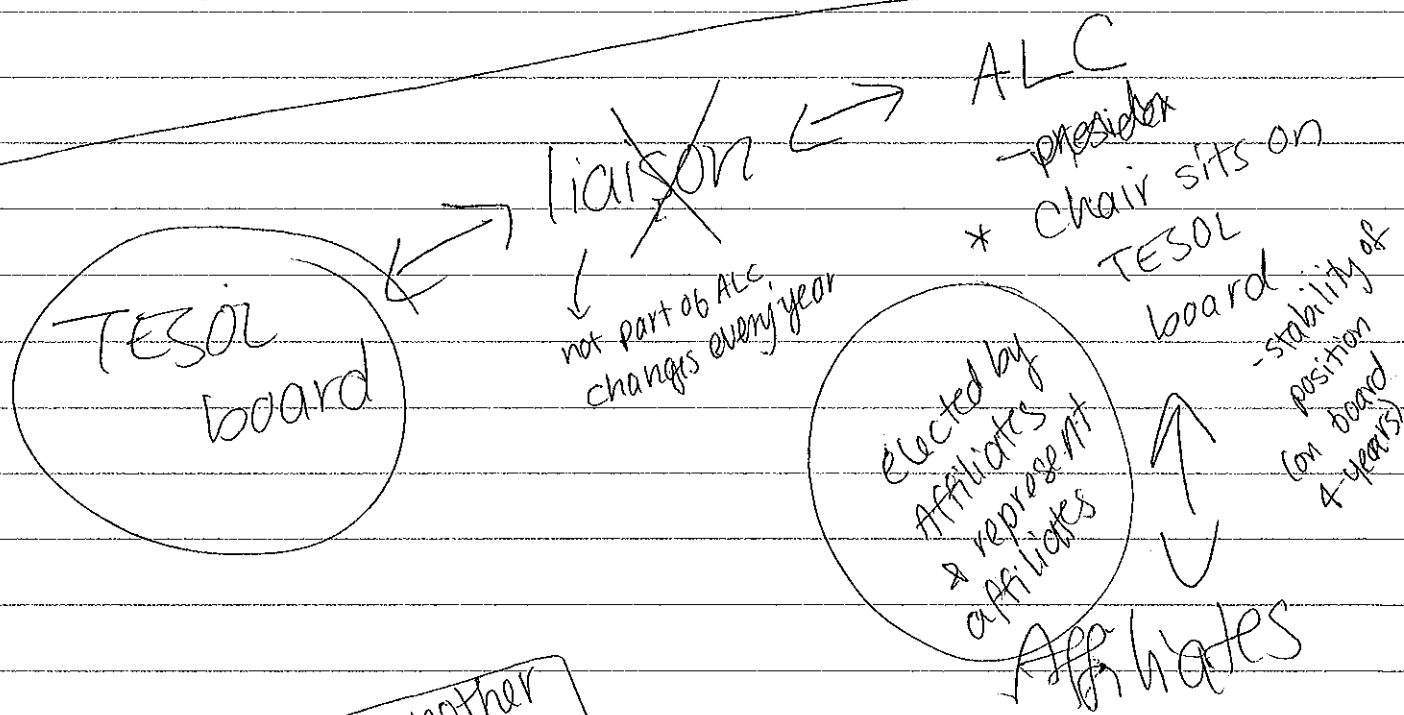 ALC
-presiden
* Chair sits on
TESOL
board
-stability of
position
(on board
4-years)
liaison
not part of ALC
changes every year
TESOL
board
elected by
Affiliates
& represent
affiliates
Affiliates
nother